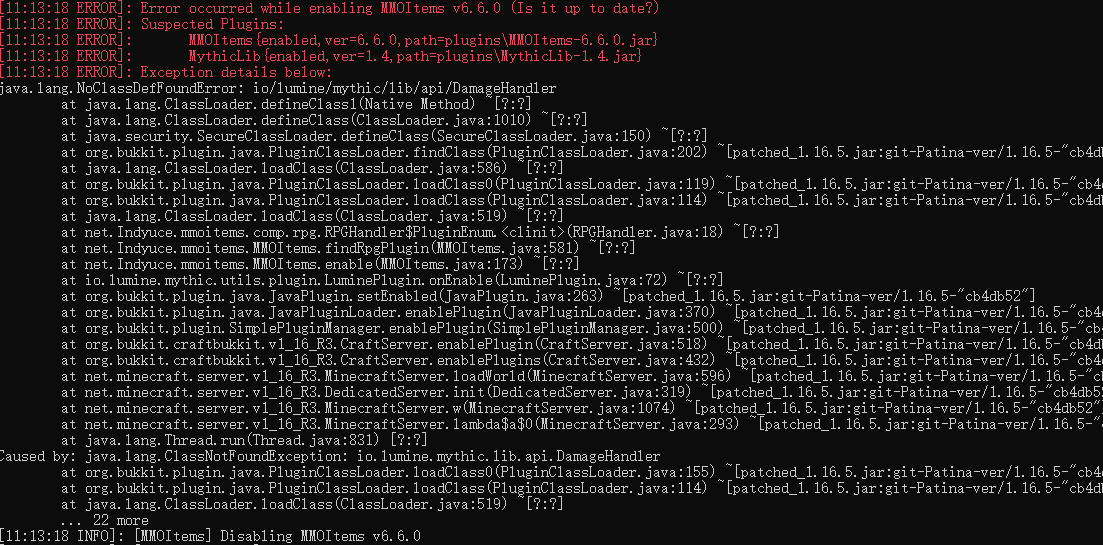 [11:13:18 ERROR]: Error occurred while enabling MMOItems v6.6.0 (Is it up to date?)
[11:13:18 ERROR]: Suspected Plugins:
[11:13:18 ERROR]:       MMOItems{enabled,ver=6.6.0,path=plugins\MMOItems-6.6.0.jar}
[11:13:18 ERROR]:       MythicLib{enabled,ver=1.4,path=plugins\MythicLib-1.4.jar}
[11:13:18 ERROR]: Exception details below:
java.lang.NoClassDefFoundError: io/lumine/mythic/lib/api/DamageHandler
        at java.lang.ClassLoader.defineClass1(Native Method) ~[?:?]
        at java.lang.ClassLoader.defineClass(ClassLoader.java:1010) ~[?:?]
        at java.security.SecureClassLoader.defineClass(SecureClassLoader.java:150) ~[?:?]
        at org.bukkit.plugin.java.PluginClassLoader.findClass(PluginClassLoader.java:202) ~[patched_1.16.5.jar:git-Patina-ver/1.16.5-"cb4db
        at java.lang.ClassLoader.loadClass(ClassLoader.java:586) ~[?:?]
        at org.bukkit.plugin.java.PluginClassLoader.loadClass0(PluginClassLoader.java:119) ~[patched_1.16.5.jar:git-Patina-ver/1.16.5-"cb4d
        at org.bukkit.plugin.java.PluginClassLoader.loadClass(PluginClassLoader.java:114) ~[patched_1.16.5.jar:git-Patina-ver/1.16.5-"cb4db
        at java.lang.ClassLoader.loadClass(ClassLoader.java:519) ~[?:?]
        at net.Indyuce.mmoitems.comp.rpg.RPGHandler$PluginEnum.<clinit>(RPGHandler.java:18) ~[?:?]
        at net.Indyuce.mmoitems.MMOItems.findRpgPlugin(MMOItems.java:581) ~[?:?]
        at net.Indyuce.mmoitems.MMOItems.enable(MMOItems.java:173) ~[?:?]
        at io.lumine.mythic.utils.plugin.LuminePlugin.onEnable(LuminePlugin.java:72) ~[?:?]
        at org.bukkit.plugin.java.JavaPlugin.setEnabled(JavaPlugin.java:263) ~[patched_1.16.5.jar:git-Patina-ver/1.16.5-"cb4db52"]
        at org.bukkit.plugin.java.JavaPluginLoader.enablePlugin(JavaPluginLoader.java:370) ~[patched_1.16.5.jar:git-Patina-ver/1.16.5-"cb4d
        at org.bukkit.plugin.SimplePluginManager.enablePlugin(SimplePluginManager.java:500) ~[patched_1.16.5.jar:git-Patina-ver/1.16.5-"cb4
        at org.bukkit.craftbukkit.v1_16_R3.CraftServer.enablePlugin(CraftServer.java:518) ~[patched_1.16.5.jar:git-Patina-ver/1.16.5-"cb4db
        at org.bukkit.craftbukkit.v1_16_R3.CraftServer.enablePlugins(CraftServer.java:432) ~[patched_1.16.5.jar:git-Patina-ver/1.16.5-"cb4d
        at net.minecraft.server.v1_16_R3.MinecraftServer.loadWorld(MinecraftServer.java:596) ~[patched_1.16.5.jar:git-Patina-ver/1.16.5-"cb
        at net.minecraft.server.v1_16_R3.DedicatedServer.init(DedicatedServer.java:319) ~[patched_1.16.5.jar:git-Patina-ver/1.16.5-"cb4db52
        at net.minecraft.server.v1_16_R3.MinecraftServer.w(MinecraftServer.java:1074) ~[patched_1.16.5.jar:git-Patina-ver/1.16.5-"cb4db52"]
        at net.minecraft.server.v1_16_R3.MinecraftServer.lambda$a$0(MinecraftServer.java:293) ~[patched_1.16.5.jar:git-Patina-ver/1.16.5-"c
        at java.lang.Thread.run(Thread.java:831) [?:?]
Caused by: java.lang.ClassNotFoundException: io.lumine.mythic.lib.api.DamageHandler
        at org.bukkit.plugin.java.PluginClassLoader.loadClass0(PluginClassLoader.java:155) ~[patched_1.16.5.jar:git-Patina-ver/1.16.5-"cb4d
        at org.bukkit.plugin.java.PluginClassLoader.loadClass(PluginClassLoader.java:114) ~[patched_1.16.5.jar:git-Patina-ver/1.16.5-"cb4db
        at java.lang.ClassLoader.loadClass(ClassLoader.java:519) ~[?:?]
        ... 22 more
[11:13:18 INFO]: [MMOItems] Disabling MMOItems v6.6.0